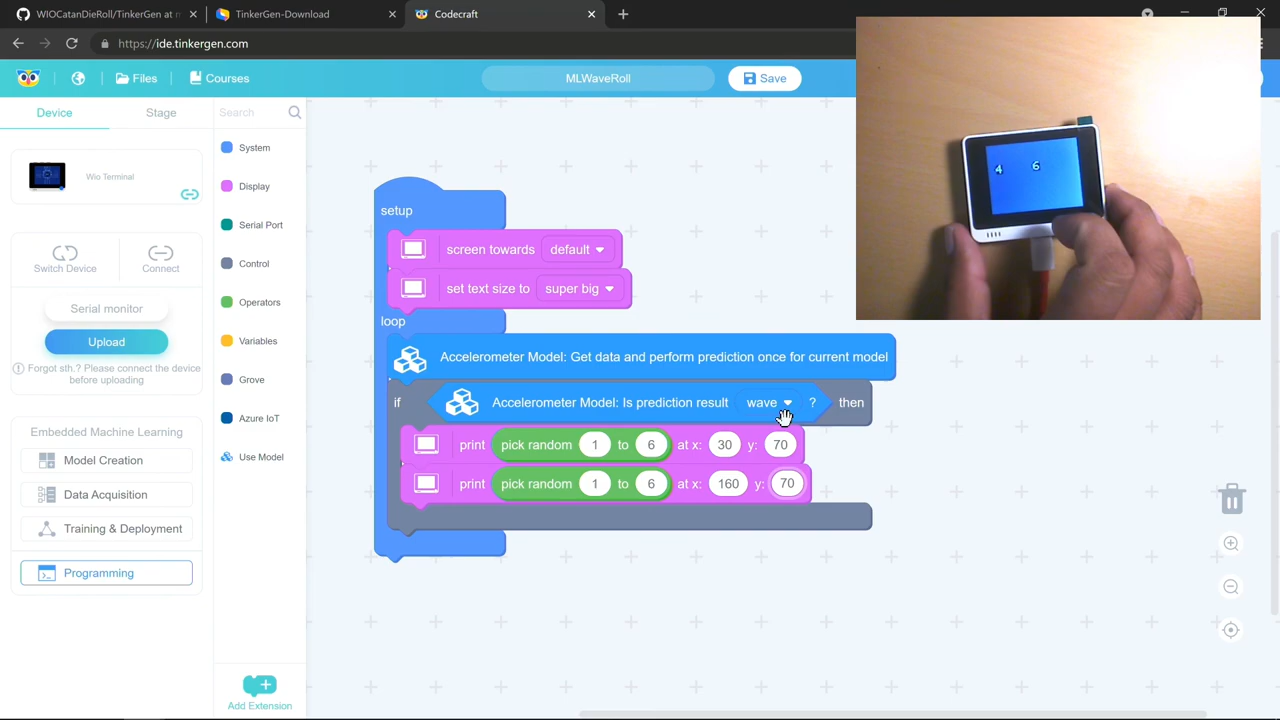 WIOCatanDieRoll/TinkerGen at m
TinkerGen-Download
Codecraft
https://ide.tinkergen.com
Files
Courses
MLWaveRoll
Save
Device
Stage
Search
Wio Terminal
Switch Device
Connect
Serial monitor
Upload
Forgot sth.? Please connect the device
before uploading
Embedded Machine Learning
Model Creation
Data Acquisition
Training & Deployment
Programming
System
Display
Serial Port
Control
Operators
Variables
Grove
Azure IoT
Use Model
Add Extension
setup
screen towards default
set text size to super big
loop
Accelerometer Model: Get data and perform prediction once for current model
if Accelerometer Model: Is prediction result wave ? then
print pick random 1 to 6 at x: 30 y: 70
print pick random 1 to 6 at x: 160 y: 70
4 6